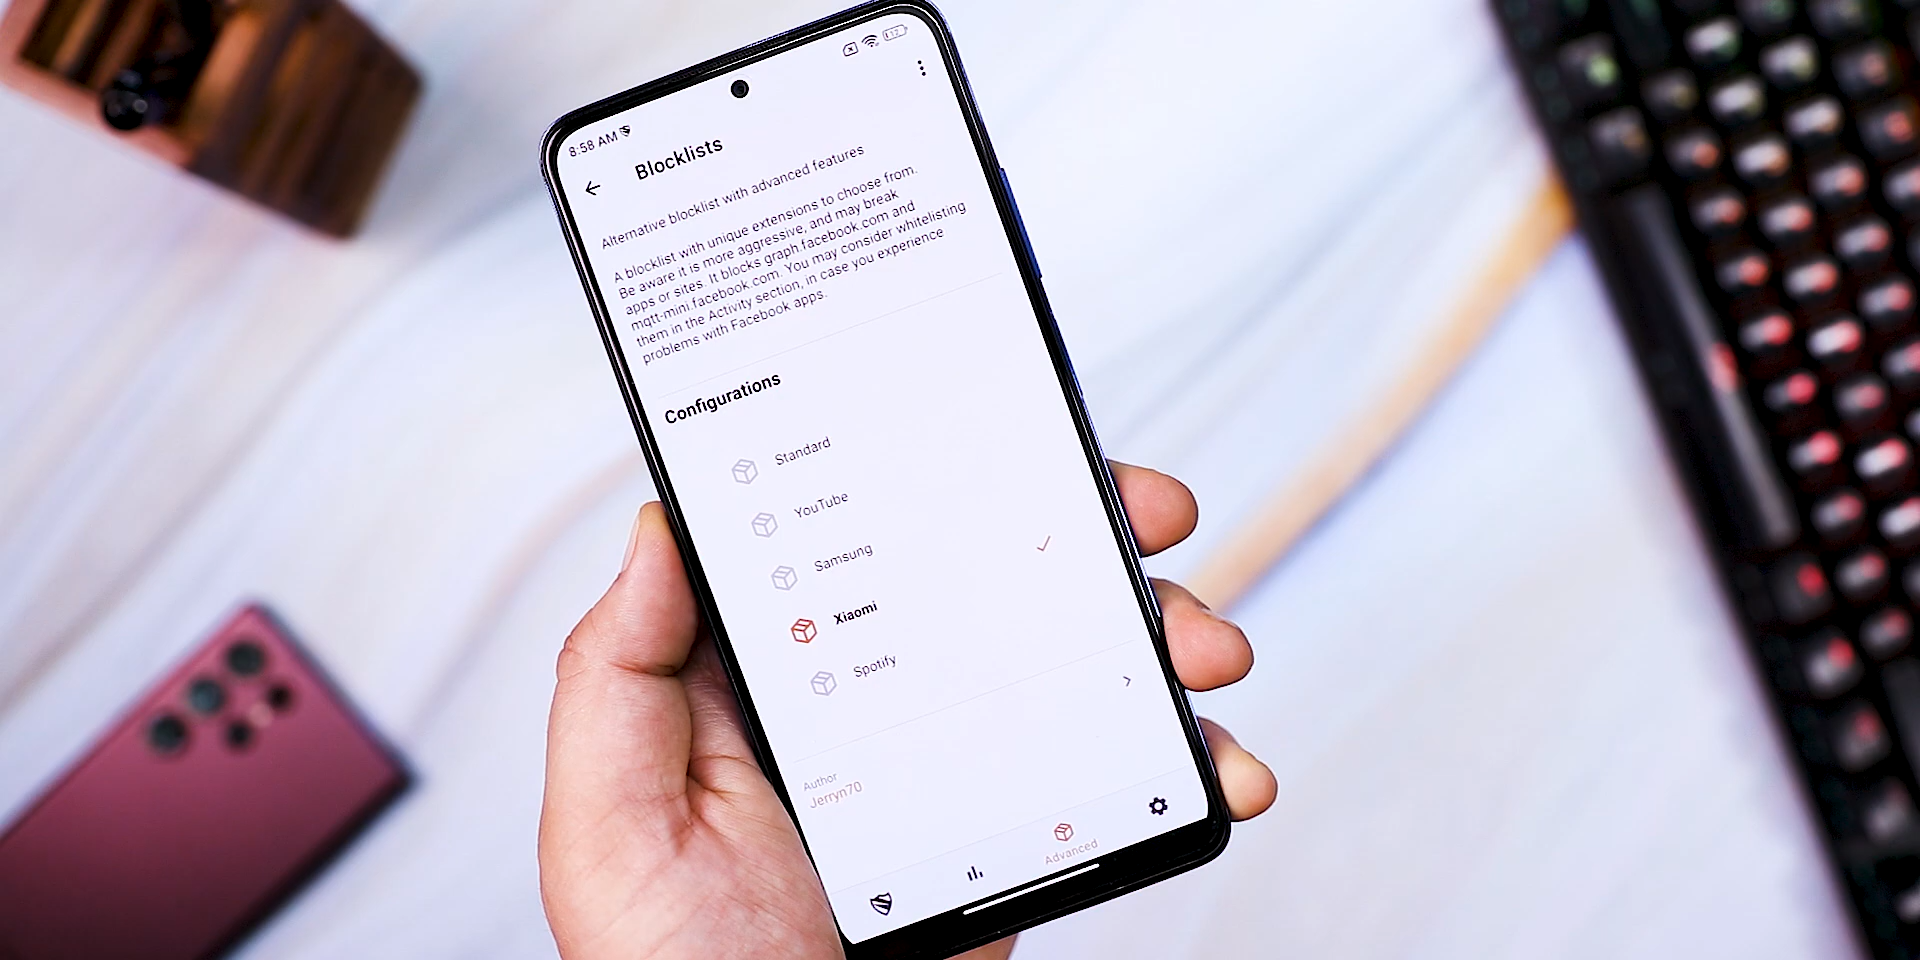 8:58 AM
Blocklists
Alternative blocklist with advanced features
A blocklist with unique extensions to choose from.
Be aware it is more aggressive, and may break
apps or sites. It blocks graph.facebook.com and
mqtt-mini.facebook.com. You may consider whitelisting
them in the Activity section, in case you experience
problems with Facebook apps.
Configurations
Standard
YouTube
Samsung
Xiaomi
Spotify
Author
Jerryn70
Advanced